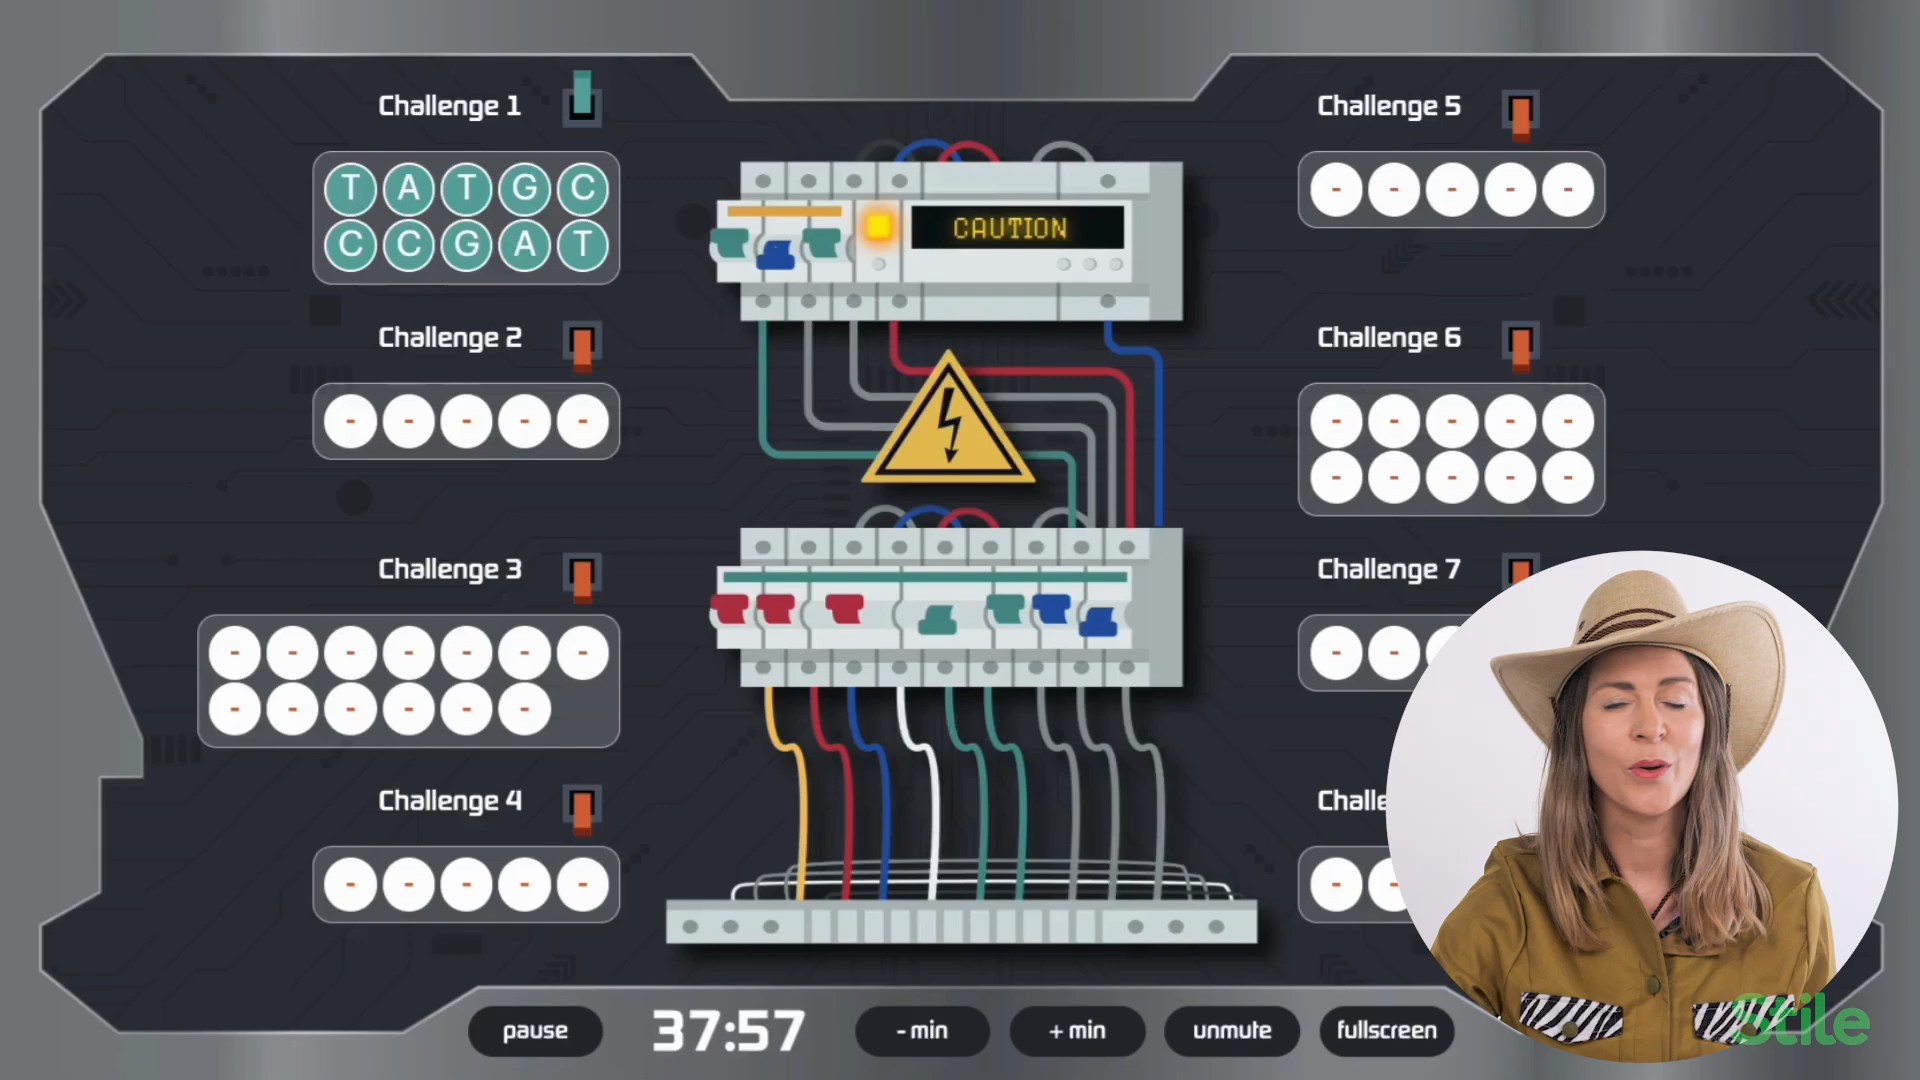 Challenge 1
T A T G C
C C G A T
Challenge 2
- - - - -
Challenge 3
- - - - - - -
- - - - - -
Challenge 4
- - - - -
CAUTION
Challenge 5
- - - - -
Challenge 6
- - - - -
- - - - -
Challenge 7
- -
- -
pause
37:57
- min
+ min
unmute
fullscreen
Stile